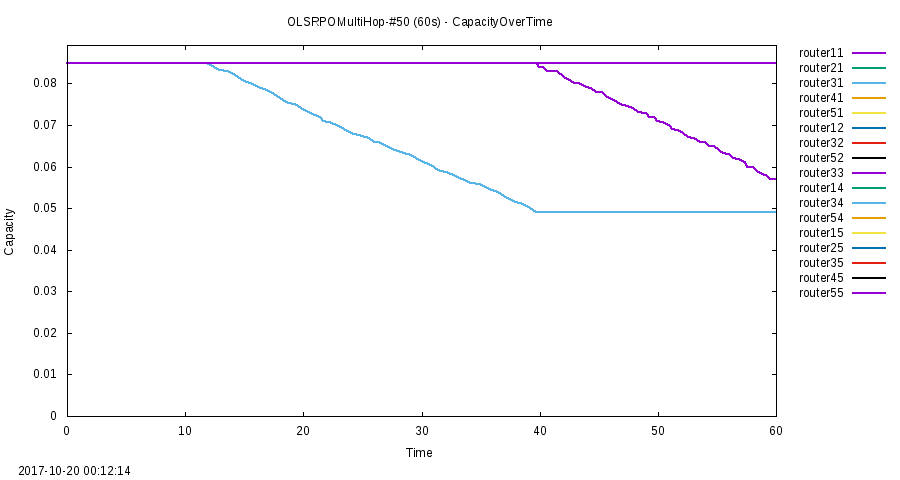 OLSRPOMultiHop-#50 (60s) - CapacityOverTime
router11
router21
router31
router41
router51
router12
router32
router52
router33
router14
router34
router54
router15
router25
router35
router45
router55
0.08
0.07
0.06
0.05
0.04
0.03
0.02
0.01
0
Capacity
0 10 20 30 40 50 60
Time
2017-10-20 00:12:14